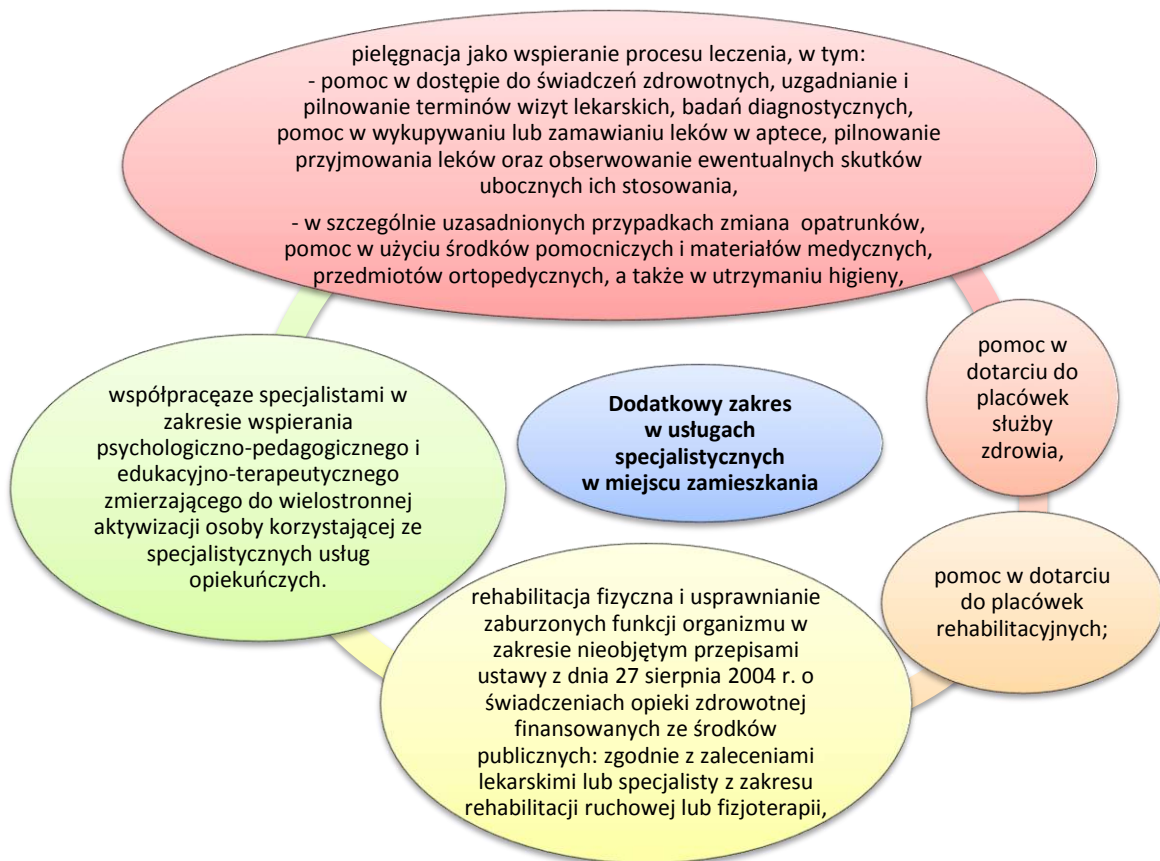 pielęgnacja jako wspieranie procesu leczenia, w tym:
- pomoc w dostępie do świadczeń zdrowotnych, uzgadnianie i
pilnowanie terminów wizyt lekarskich, badań diagnostycznych,
pomoc w wykupywaniu lub zamawianiu leków w aptece, pilnowanie
przyjmowania leków oraz obserwowanie ewentualnych skutków
ubocznych ich stosowania,
- w szczególnie uzasadnionych przypadkach zmiana opatrunków,
pomoc w użyciu środków pomocniczych i materiałów medycznych,
przedmiotów ortopedycznych, a także w utrzymaniu higieny,
pomoc w
dotarciu do
placówek
służby
zdrowia,
pomoc w dotarciu
do placówek
rehabilitacyjnych;
rehabilitacja fizyczna i usprawnianie
zaburzonych funkcji organizmu w
zakresie nieobjętym przepisami
ustawy z dnia 27 sierpnia 2004 r. o
świadczeniach opieki zdrowotnej
finansowanych ze środków
publicznych: zgodnie z zaleceniami
lekarskimi lub specjalisty z zakresu
rehabilitacji ruchowej lub fizjoterapii,
współpracęaze specjalistami w
zakresie wspierania
psychologiczno-pedagogicznego i
edukacyjno-terapeutycznego
zmierzającego do wielostronnej
aktywizacji osoby korzystającej ze
specjalistycznych usług
opiekuńczych.
Dodatkowy zakres
w usługach
specjalistycznych
w miejscu zamieszkania